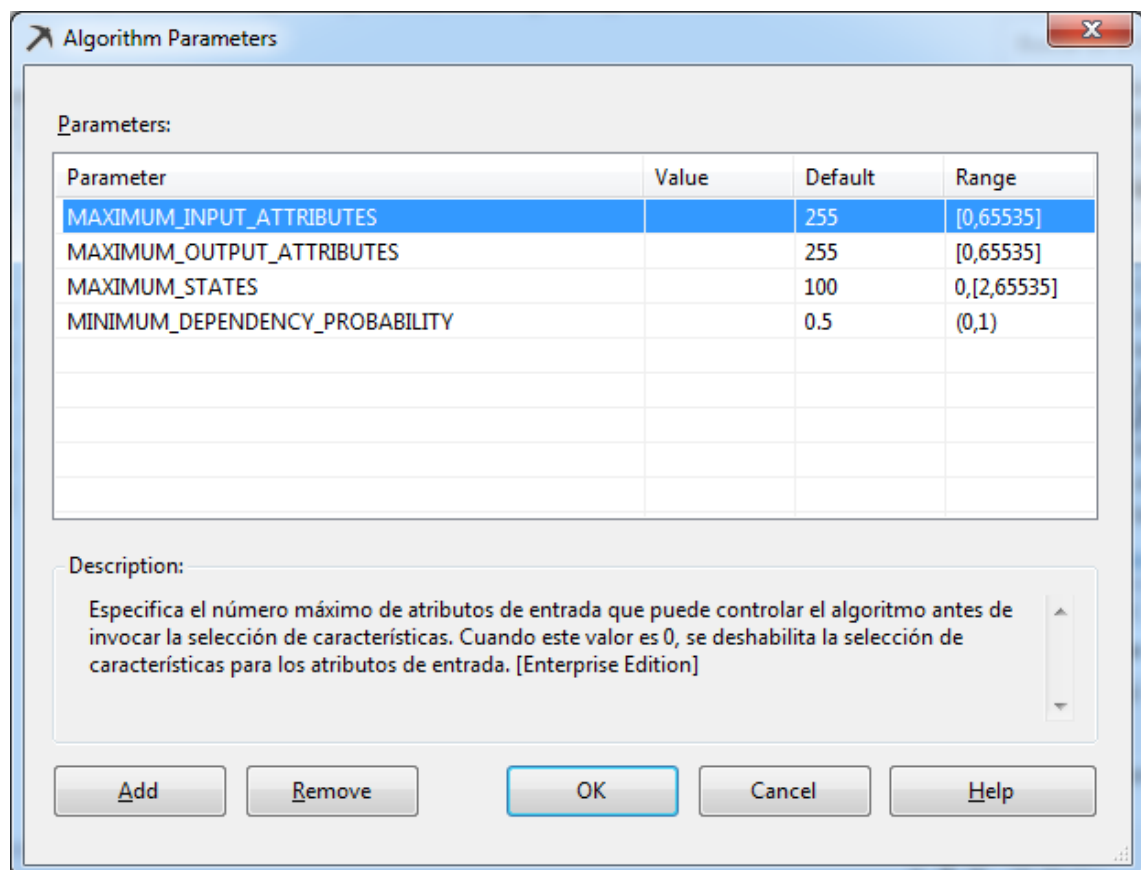 Algorithm Parameters
Parameters:
Parameter Value Default Range
MAXIMUM_INPUT_ATTRIBUTES 255 [0,65535]
MAXIMUM_OUTPUT_ATTRIBUTES 255 [0,65535]
MAXIMUM_STATES 100 0,[2,65535]
MINIMUM_DEPENDENCY_PROBABILITY 0.5 (0,1)
Description:
Especifica el número máximo de atributos de entrada que puede controlar el algoritmo antes de
invocar la selección de características. Cuando este valor es 0, se deshabilita la selección de
características para los atributos de entrada. [Enterprise Edition]
Add Remove OK Cancel Help